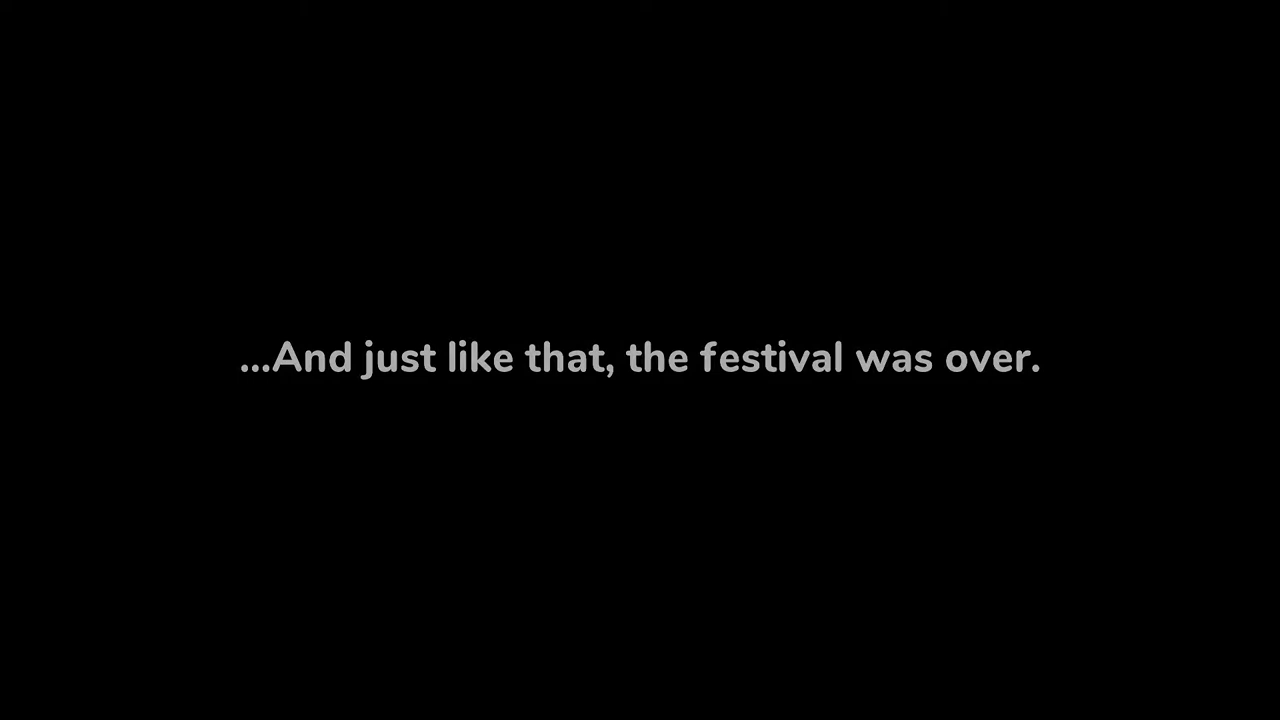 ...And just like that, the festival was over.